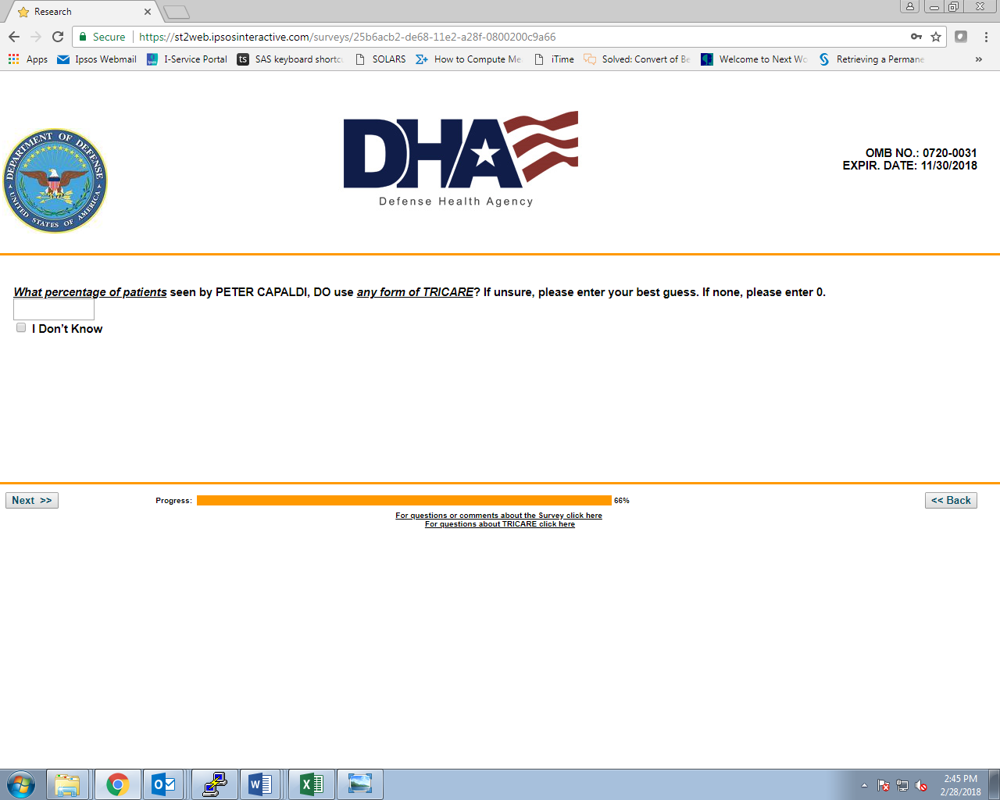 Research
Secure https://st2web.ipsosinteractive.com/surveys/25b6acb2-de68-11e2-a28f-0800200c9a66
Apps Ipsos Webmail I-Service Portal ts SAS keyboard shortcu SOLARS Σ+ How to Compute Me iTime Solved: Convert of Be Welcome to Next Wo Retrieving a Permane »
DEPARTMENT OF DEFENSE
UNITED STATES OF AMERICA
DHA
Defense Health Agency
OMB NO.: 0720-0031
EXPIR. DATE: 11/30/2018
What percentage of patients seen by PETER CAPALDI, DO use any form of TRICARE? If unsure, please enter your best guess. If none, please enter 0.
I Don’t Know
Next >> Progress: 66% << Back
For questions or comments about the Survey click here
For questions about TRICARE click here
2:45 PM
2/28/2018